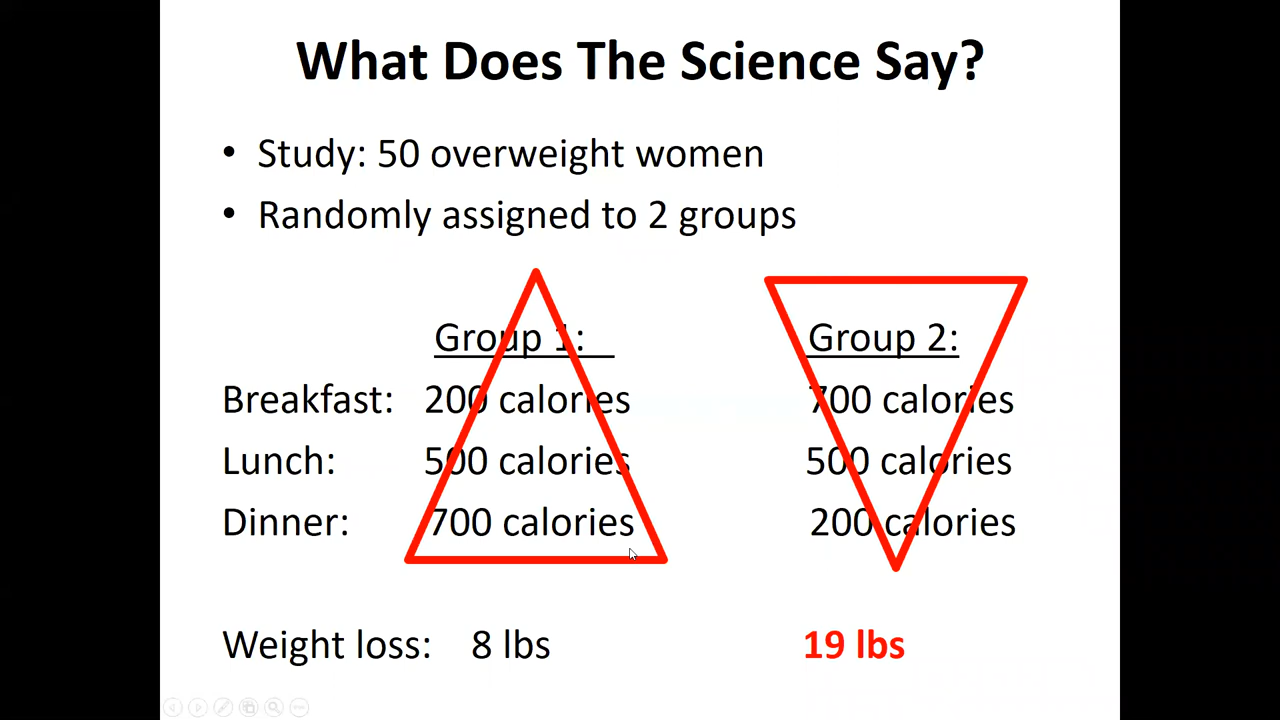 What Does The Science Say?
• Study: 50 overweight women
• Randomly assigned to 2 groups
Group 1: Group 2:
Breakfast: 200 calories 700 calories
Lunch: 500 calories 500 calories
Dinner: 700 calories 200 calories
Weight loss: 8 lbs 19 lbs